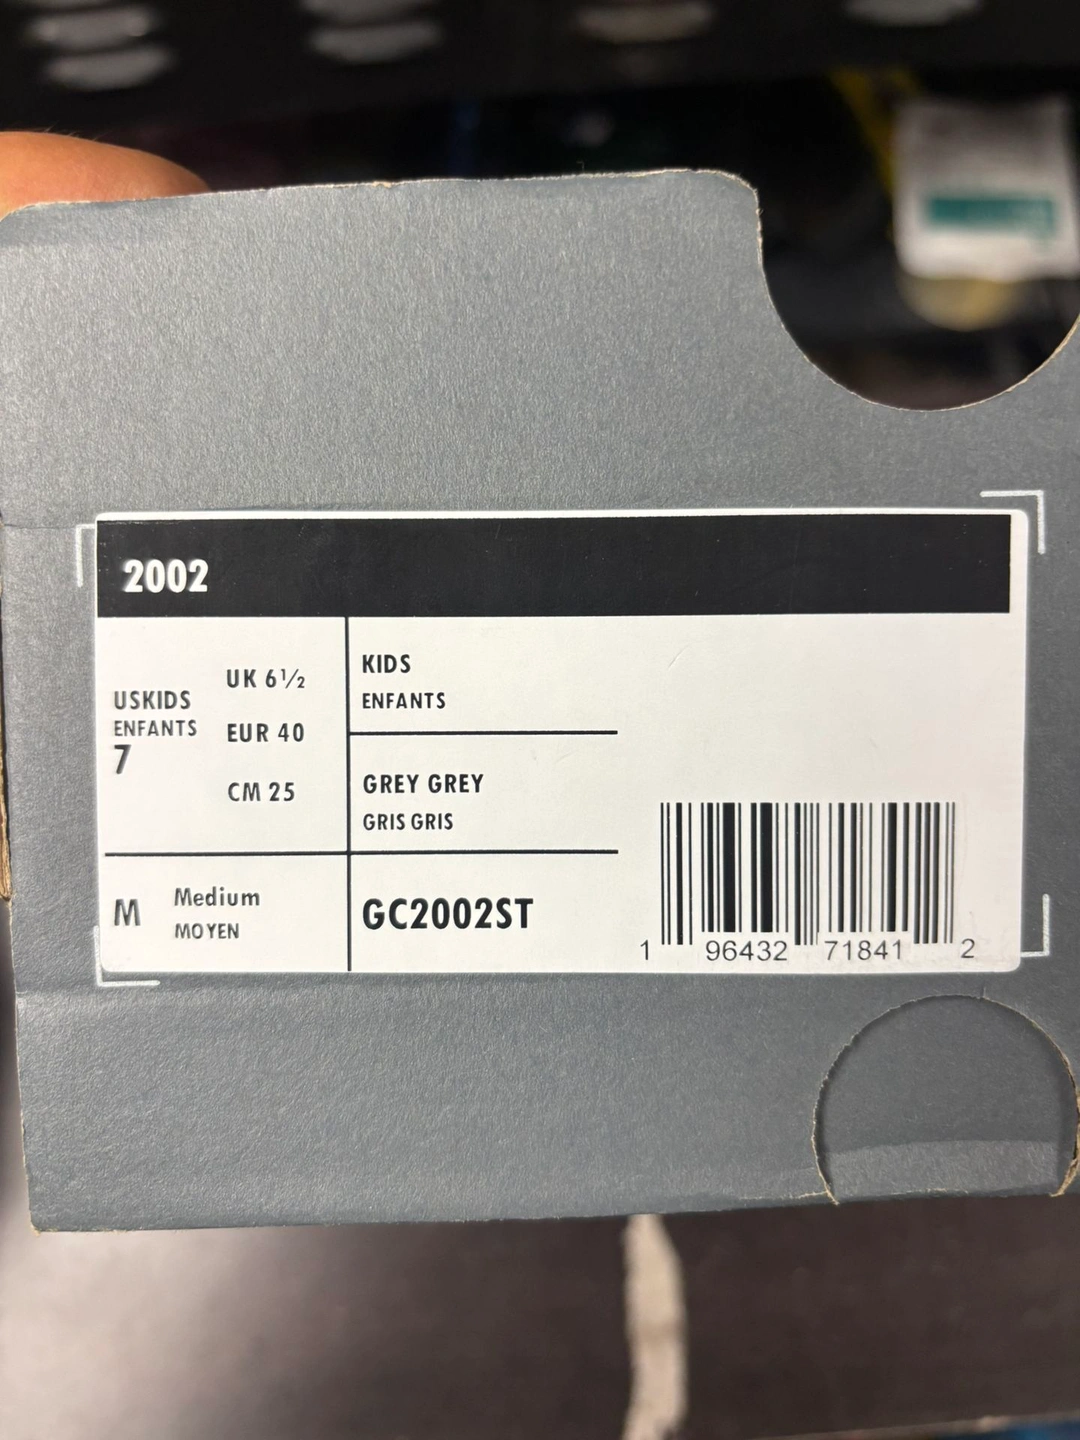 2002
USKIDS
ENFANTS
7
UK 6½
EUR 40
CM 25
KIDS
ENFANTS
GREY GREY
GRIS GRIS
M
Medium
MOYEN
GC2002ST
1 96432 71841 2